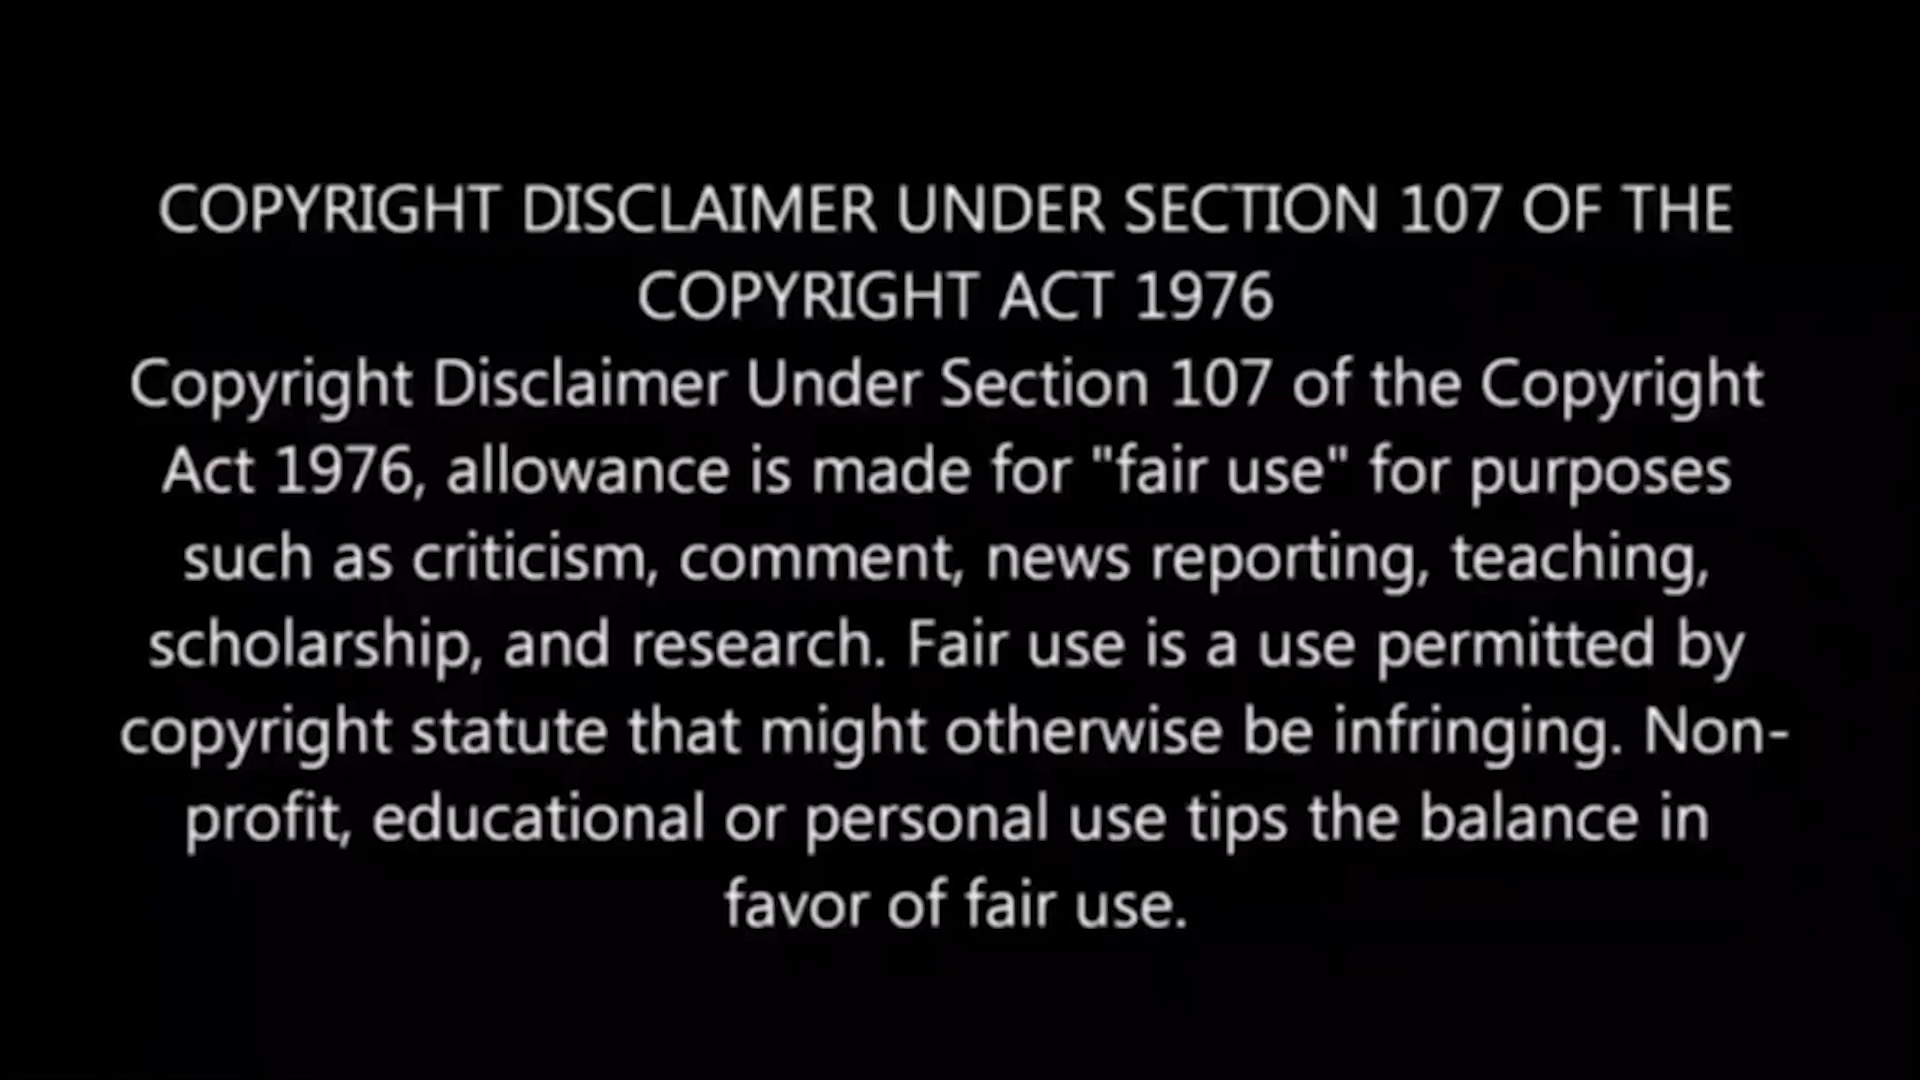 COPYRIGHT DISCLAIMER UNDER SECTION 107 OF THE
COPYRIGHT ACT 1976
Copyright Disclaimer Under Section 107 of the Copyright
Act 1976, allowance is made for "fair use" for purposes
such as criticism, comment, news reporting, teaching,
scholarship, and research. Fair use is a use permitted by
copyright statute that might otherwise be infringing. Non-
profit, educational or personal use tips the balance in
favor of fair use.